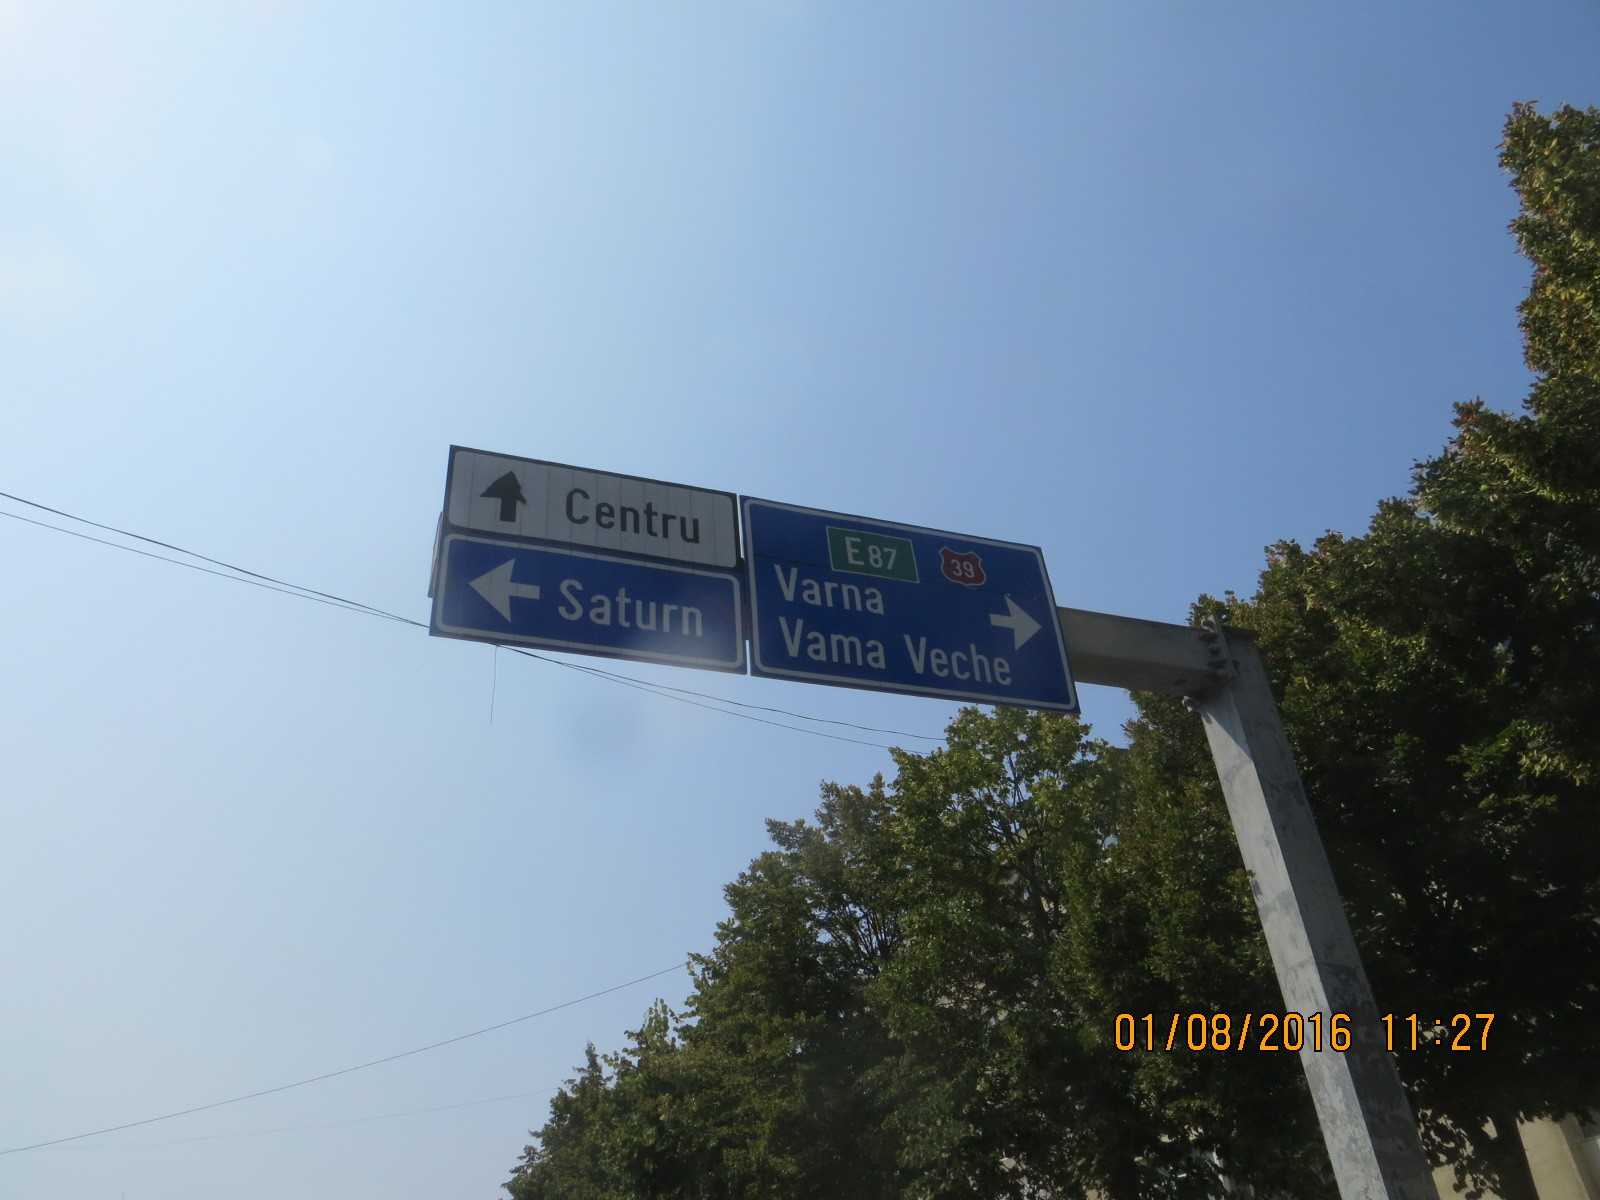 Centru
Saturn
E87 39
Varna
Vama Veche
01/08/2016 11:27